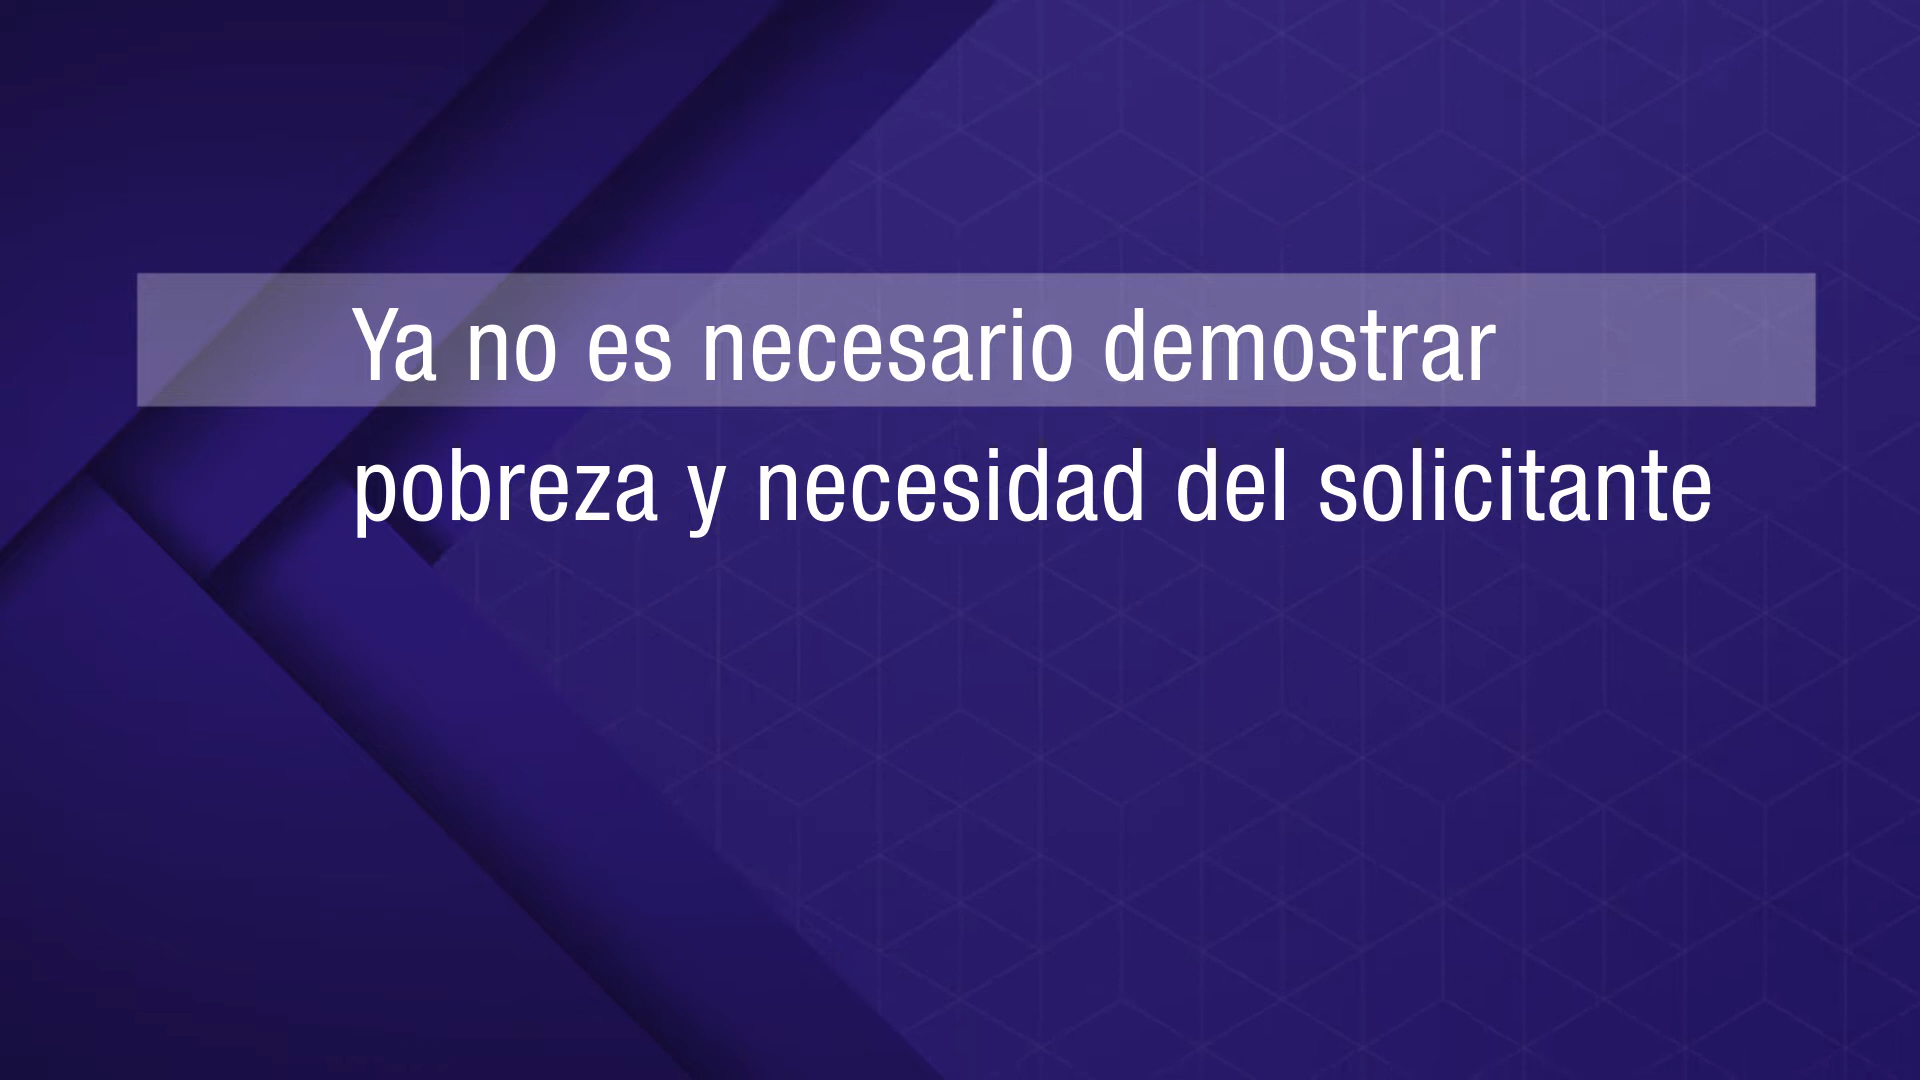 Ya no es necesario demostrar
pobreza y necesidad del solicitante